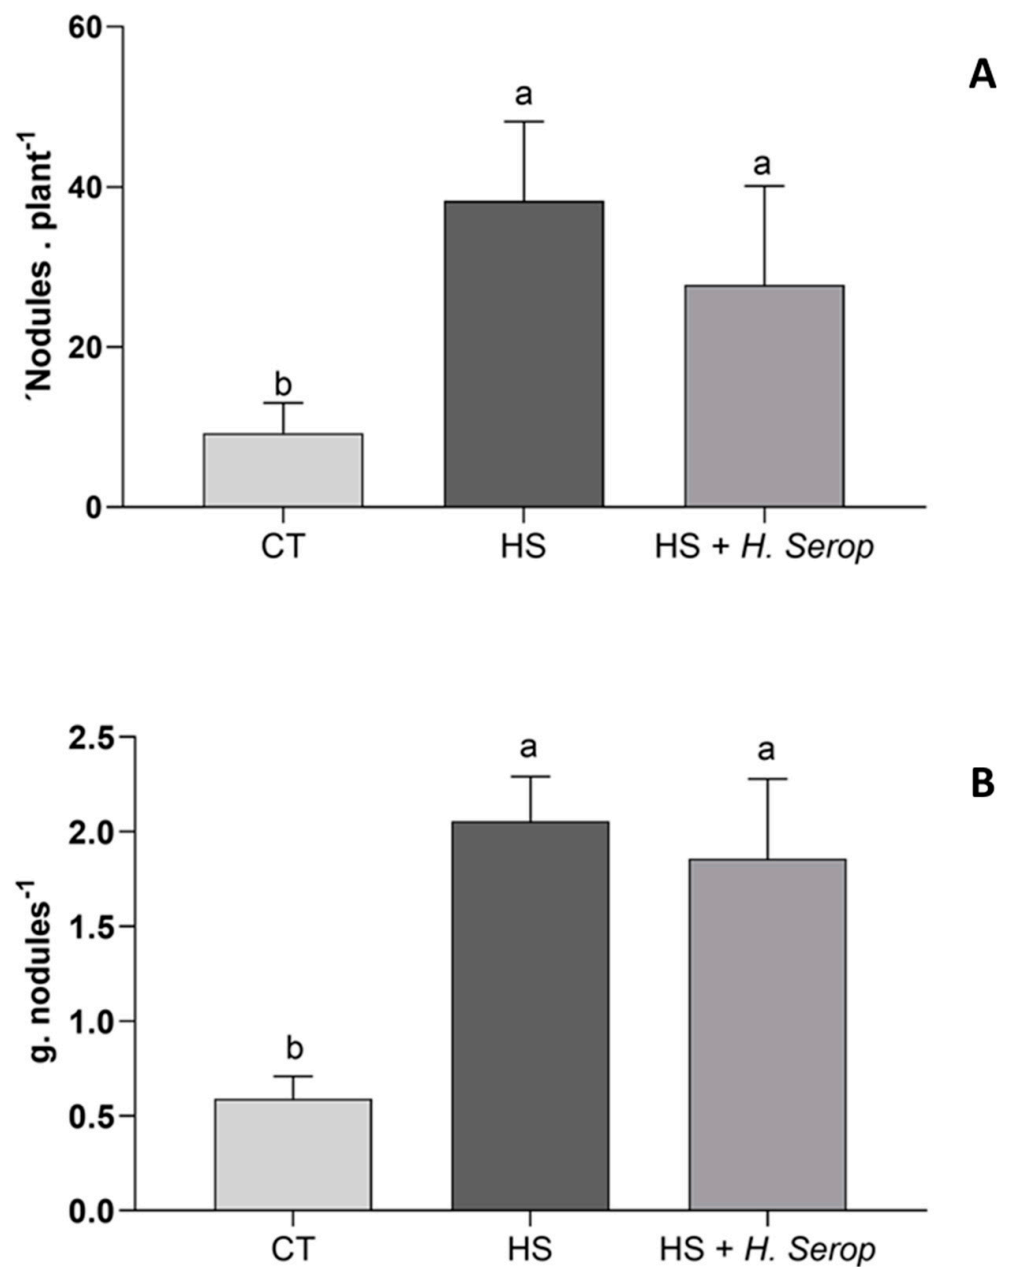 A
´Nodules . plant⁻¹
60
40
20
0
b
a
a
CT
HS
HS + H. Serop
B
g. nodules⁻¹
2.5
2.0
1.5
1.0
0.5
0.0
b
a
a
CT
HS
HS + H. Serop